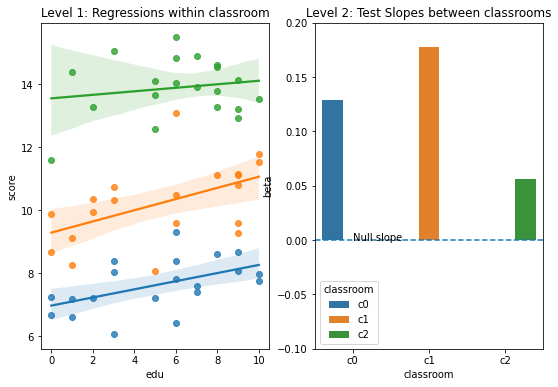 Level 1: Regressions within classroom
score
14
12
10
8
6
0 2 4 6 8 10
edu
Level 2: Test Slopes between classrooms
beta
0.20
0.15
0.10
0.05
0.00
−0.05
−0.10
Null slope
classroom
c0
c1
c2
c0 c1 c2
classroom